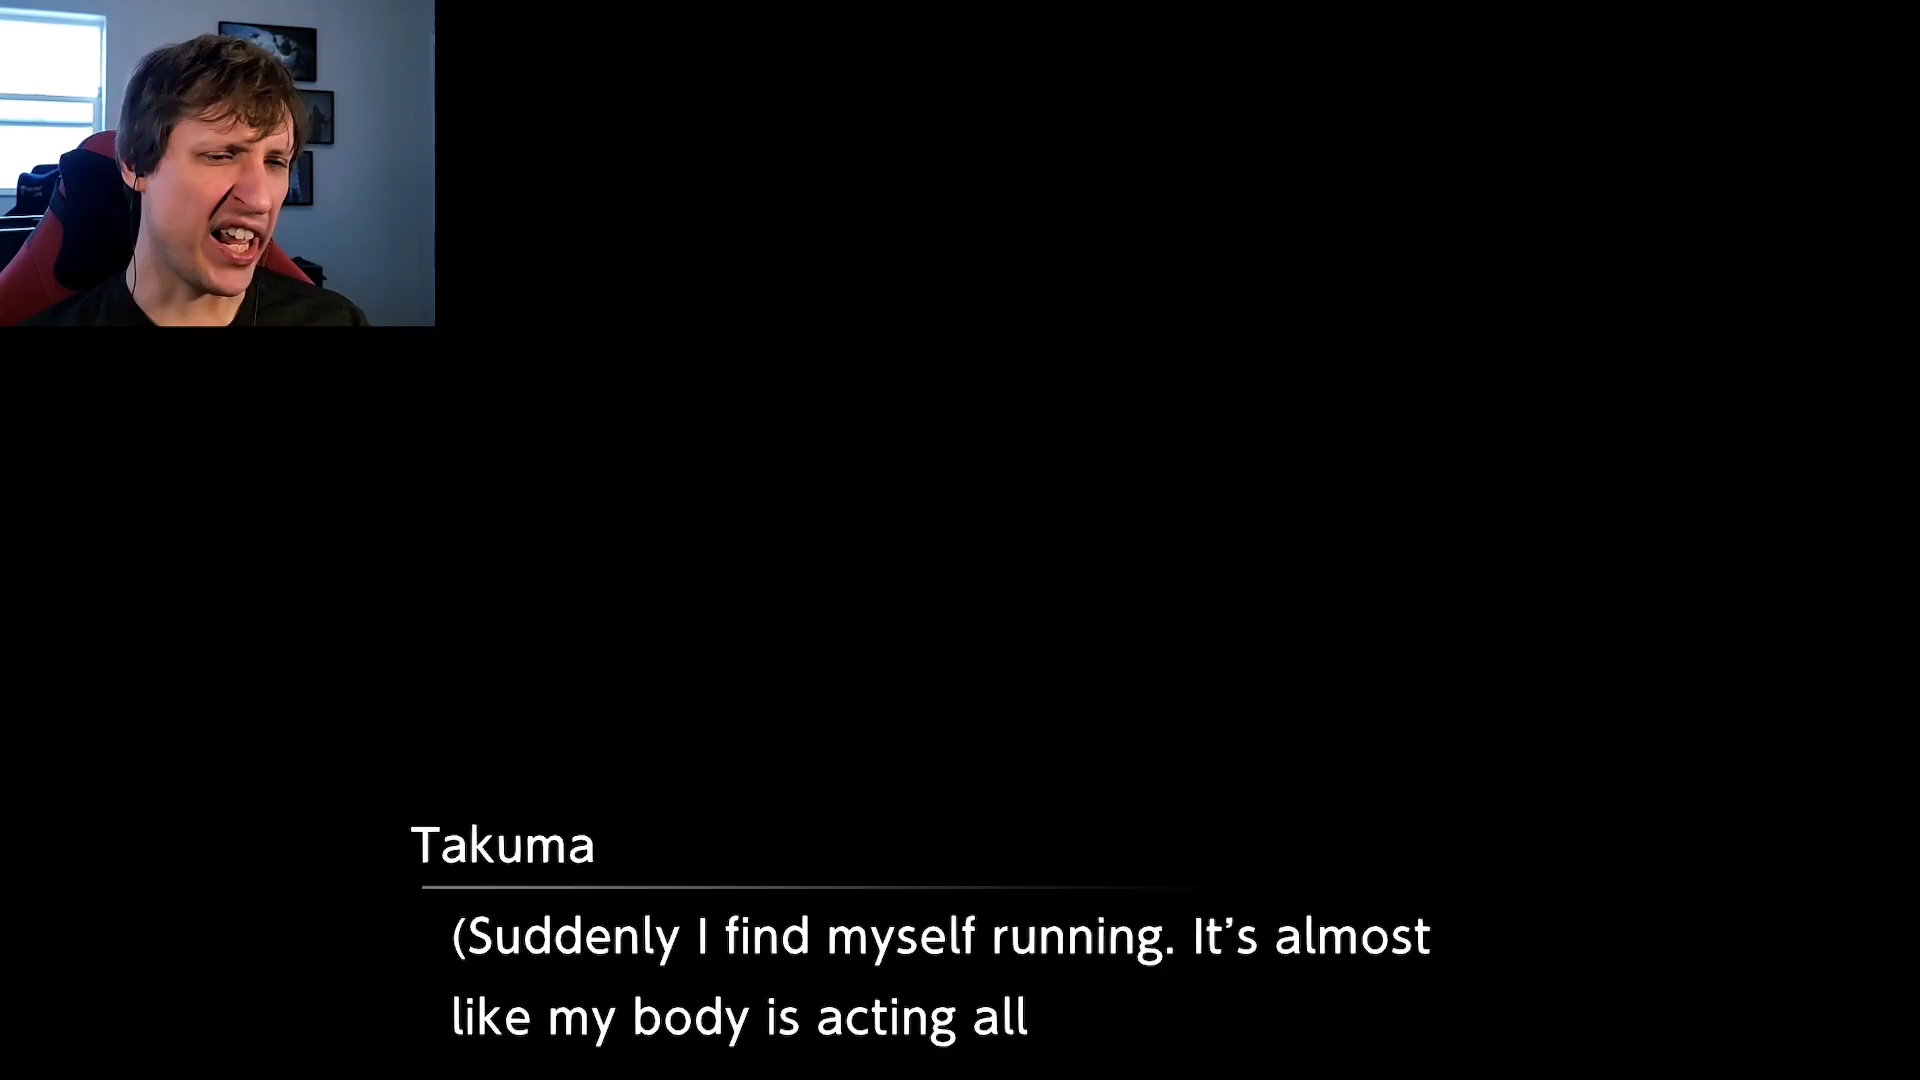 Takuma
(Suddenly I find myself running. It's almost
like my body is acting all